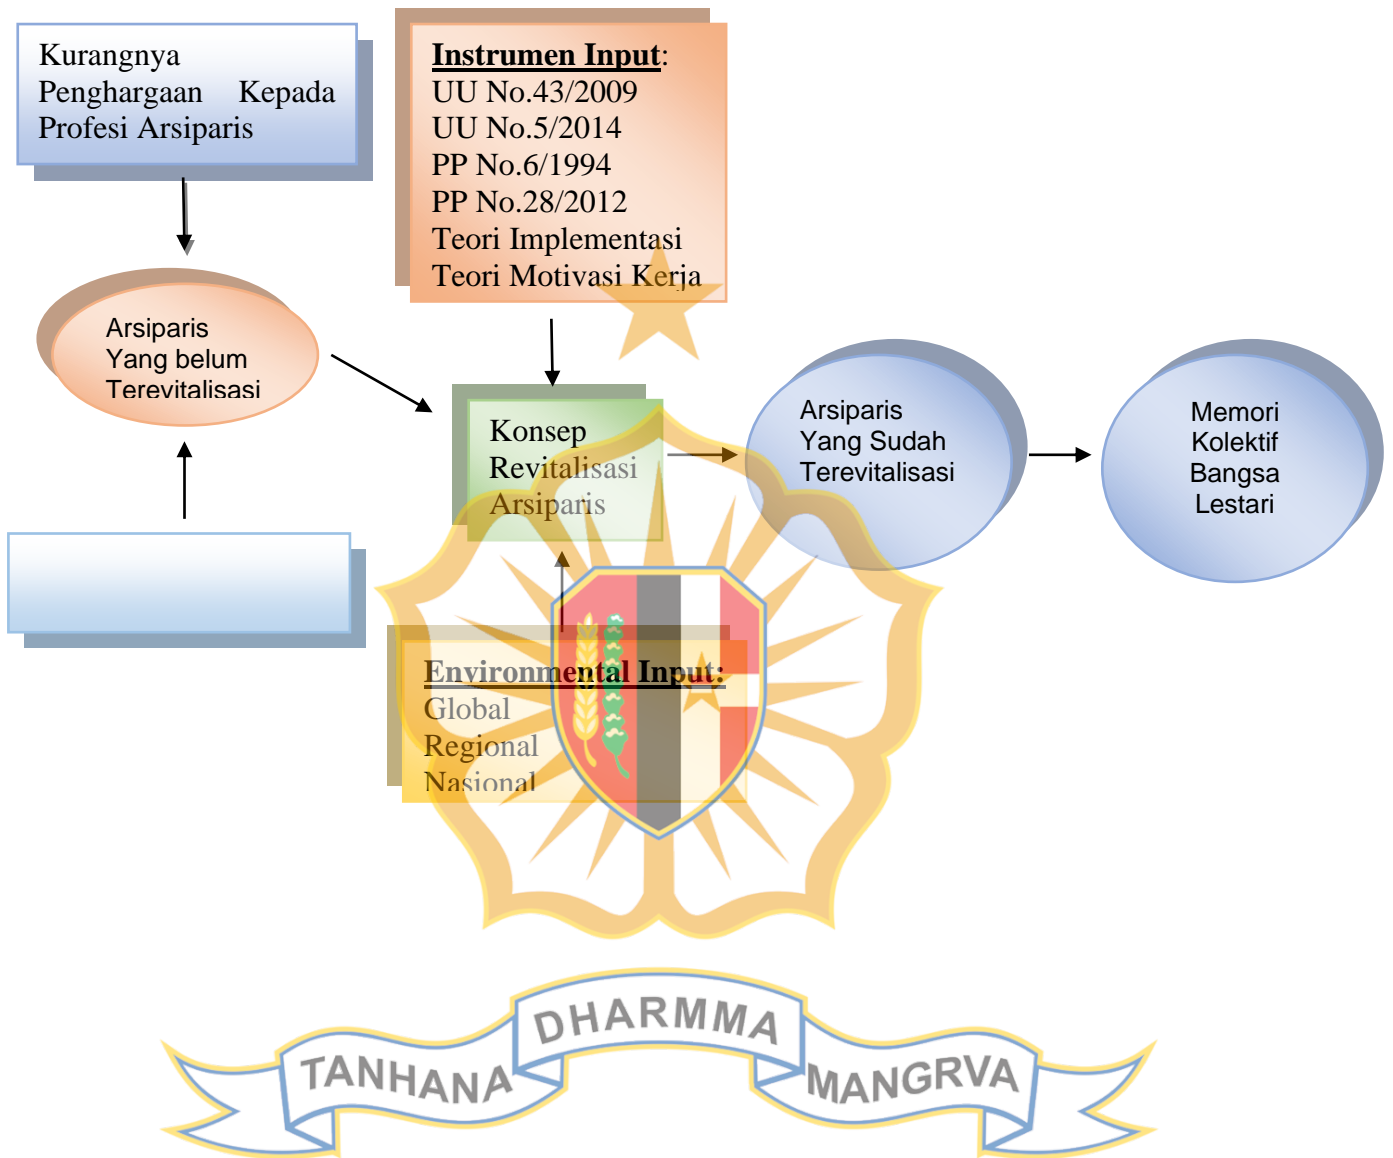 Kurangnya
Penghargaan Kepada
Profesi Arsiparis
Instrumen Input:
UU No.43/2009
UU No.5/2014
PP No.6/1994
PP No.28/2012
Teori Implementasi
Teori Motivasi Kerja
Arsiparis
Yang belum
Terevitalisasi
Konsep
Revitalisasi
Arsiparis
Arsiparis
Yang Sudah
Terevitalisasi
Memori
Kolektif
Bangsa
Lestari
Environmental Input:
Global
Regional
Nasional
TANHANA DHARMMA MANGRVA